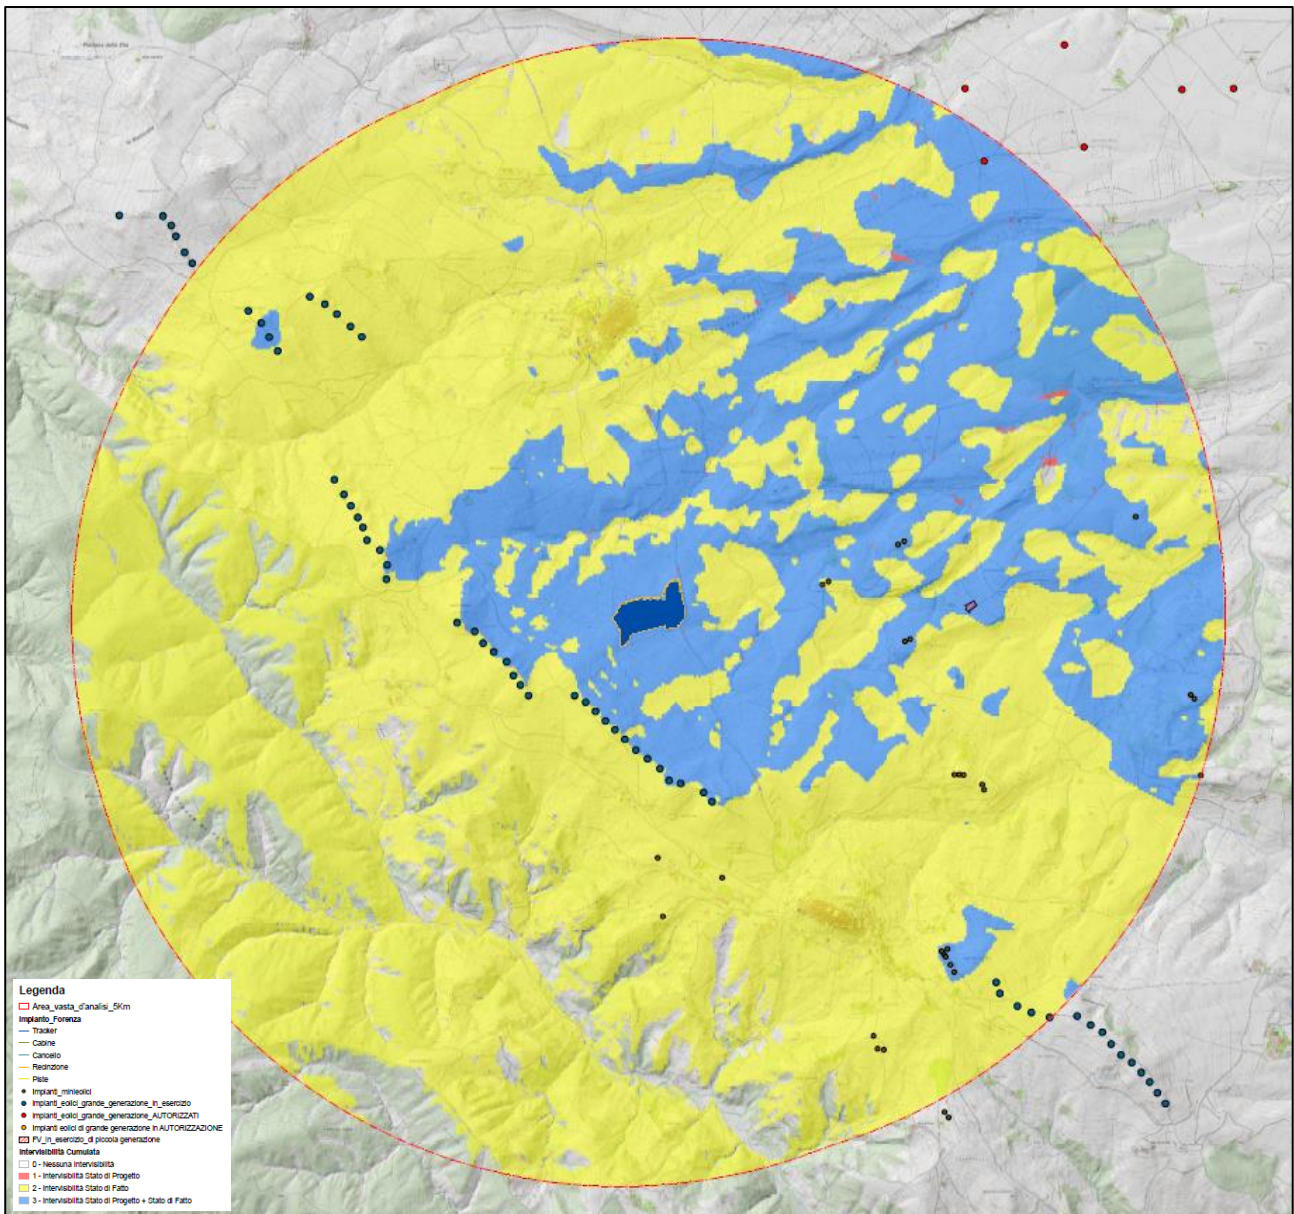 Legenda
Area_vasta_d'analisi_5Km
Impianto_Forenza
Tracker
Cabine
Cancello
Recinzione
Piste
Impianti_minieolici
Impianti_eolici_grande_generazione_in_esercizio
Impianti_eolici_grande_generazione_AUTORIZZATI
Impianti eolici di grande generazione in AUTORIZZAZIONE
FV_in_esercizio_di piccola generazione
Intervisibilità Cumulata
0 - Nessuna Intervisibilità
1 - Intervisibilità Stato di Progetto
2 - Intervisibilità Stato di Fatto
3 - Intervisibilità Stato di Progetto + Stato di Fatto